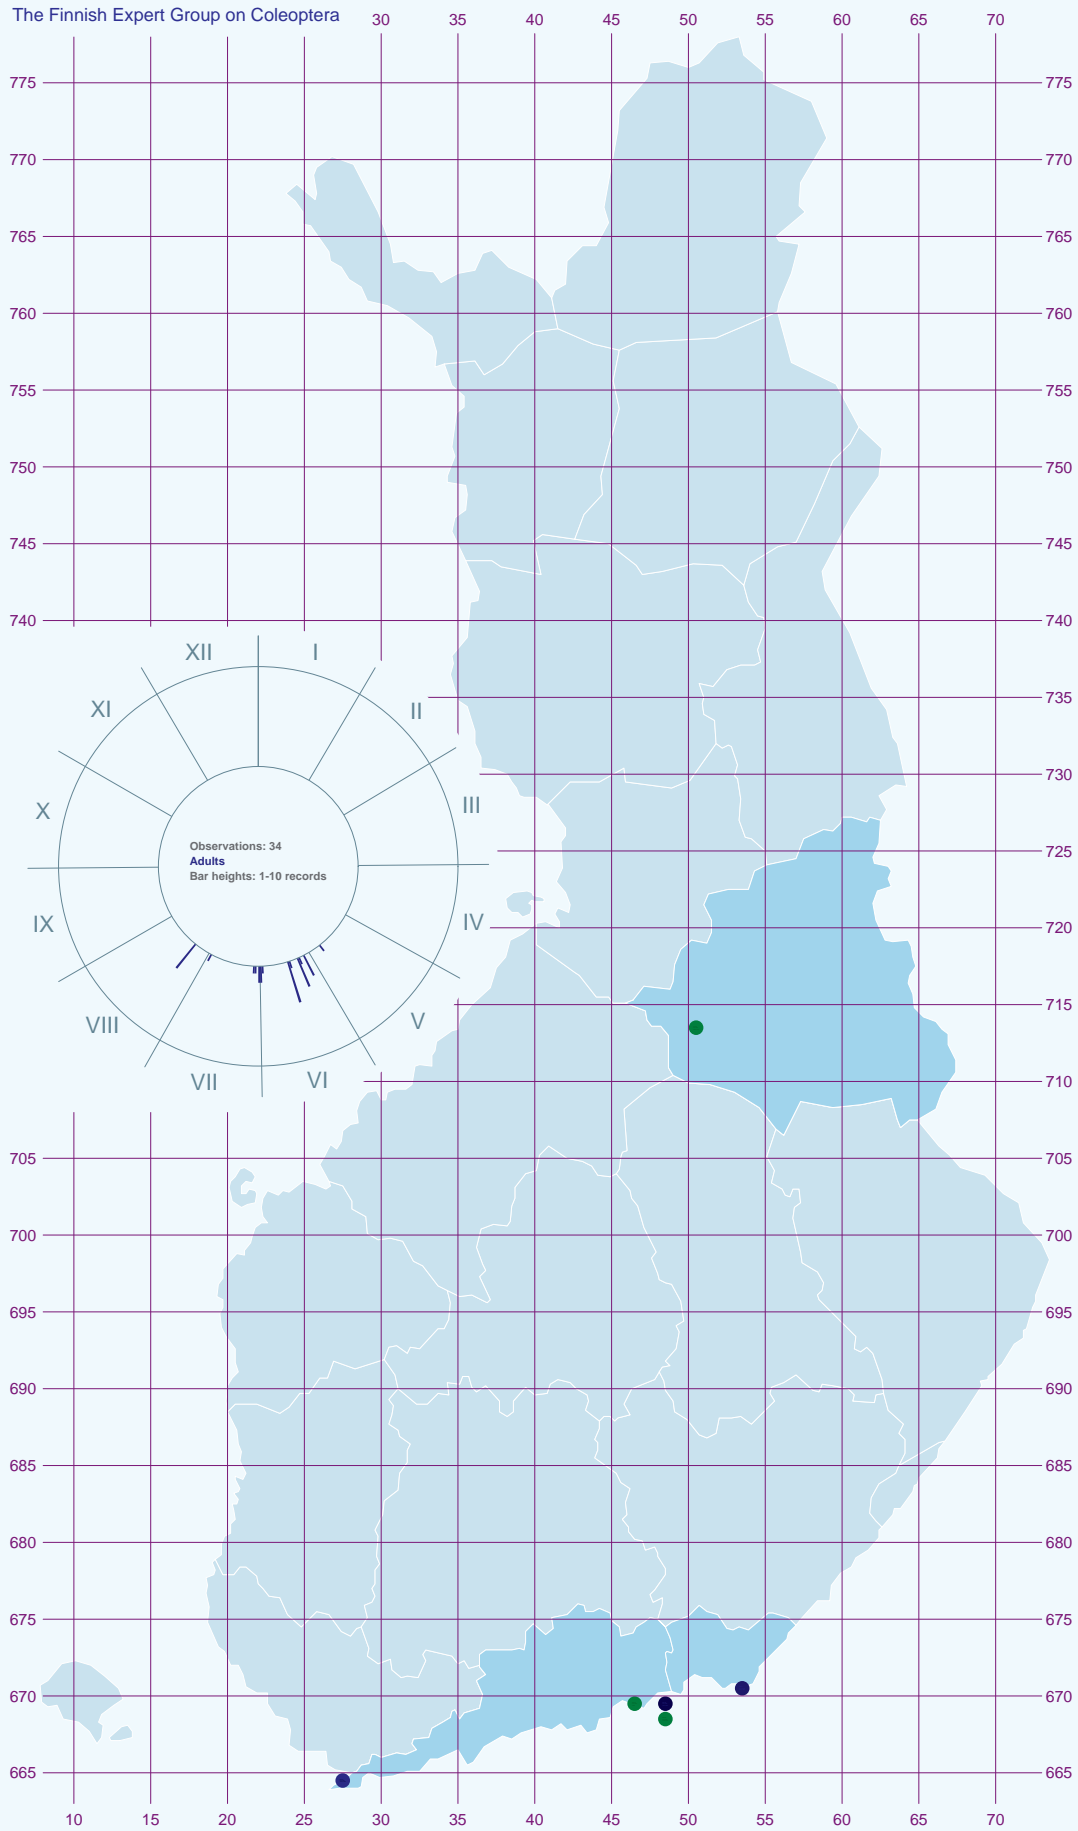 The Finnish Expert Group on Coleoptera
30 35 40 45 50 55 60 65 70
775 775
770 770
765 765
760 760
755 755
750 750
745 745
740 740
XII I
XI II
735
730
X III
Observations: 34
Adults
Bar heights: 1-10 records
725
IX IV
720
VIII V
715
VII VI
710
705 705
700 700
695 695
690 690
685 685
680 680
675 675
670 670
665 665
10 15 20 25 30 35 40 45 50 55 60 65 70